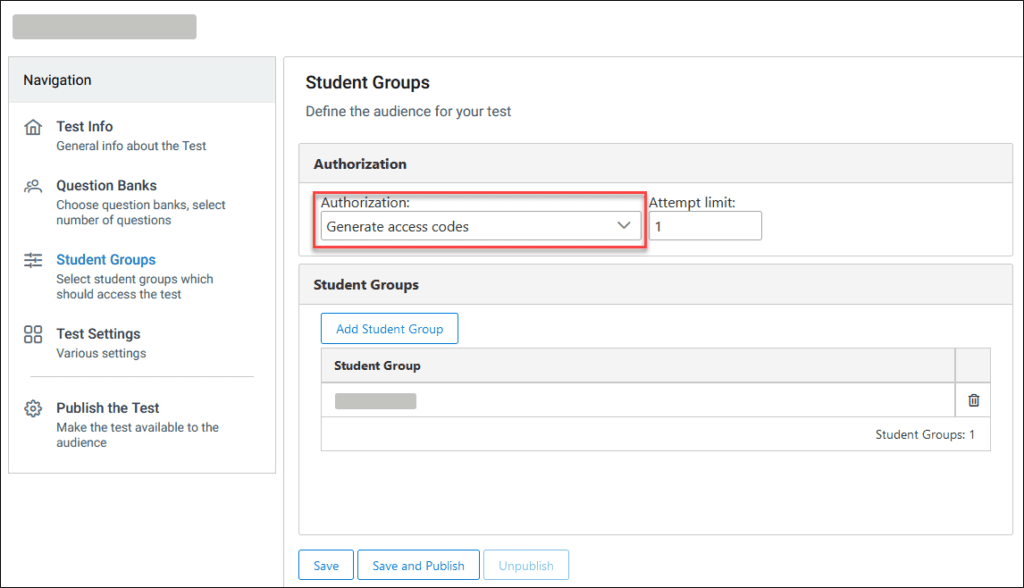 Navigation
Test Info
General info about the Test
Question Banks
Choose question banks, select
number of questions
Student Groups
Select student groups which
should access the test
Test Settings
Various settings
Publish the Test
Make the test available to the
audience
Student Groups
Define the audience for your test
Authorization
Authorization:
Generate access codes
Attempt limit:
1
Student Groups
Add Student Group
Student Group
Student Groups: 1
Save
Save and Publish
Unpublish